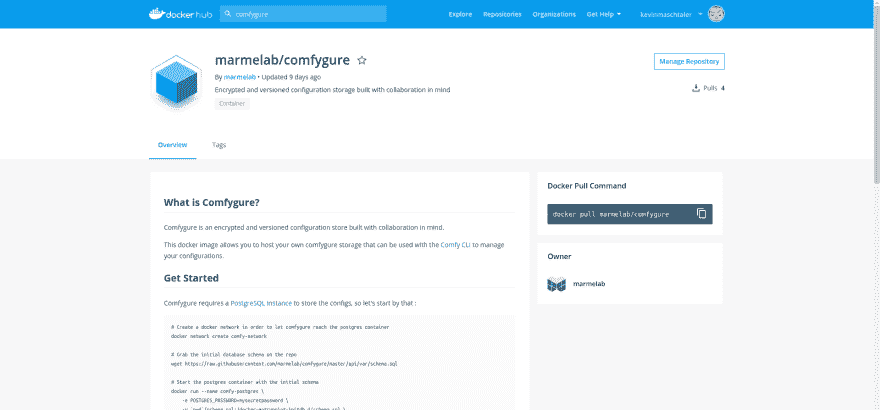 docker hub
comfygure
Explore Repositories Organizations Get Help kevinmaschtaler
marmelab/comfygure
By marmelab • Updated 9 days ago
Encrypted and versioned configuration storage built with collaboration in mind
Container
Manage Repository
Pulls 4
Overview Tags
What is Comfygure?
Comfygure is an encrypted and versioned configuration store built with collaboration in mind.
This docker image allows you to host your own comfygure storage that can be used with the Comfy CLI to manage
your configurations.
Get Started
Comfygure requires a PostgreSQL instance to store the configs, so let's start by that :
# Create a docker network in order to let comfygure reach the postgres container
docker network create comfy-network
# Grab the initial database schema on the repo
wget https://raw.githubusercontent.com/marmelab/comfygure/master/api/var/schema.sql
# Start the postgres container with the initial schema
docker run --name comfy-postgres \
-e POSTGRES_PASSWORD=mysecretpassword \
Docker Pull Command
docker pull marmelab/comfygure
Owner
marmelab